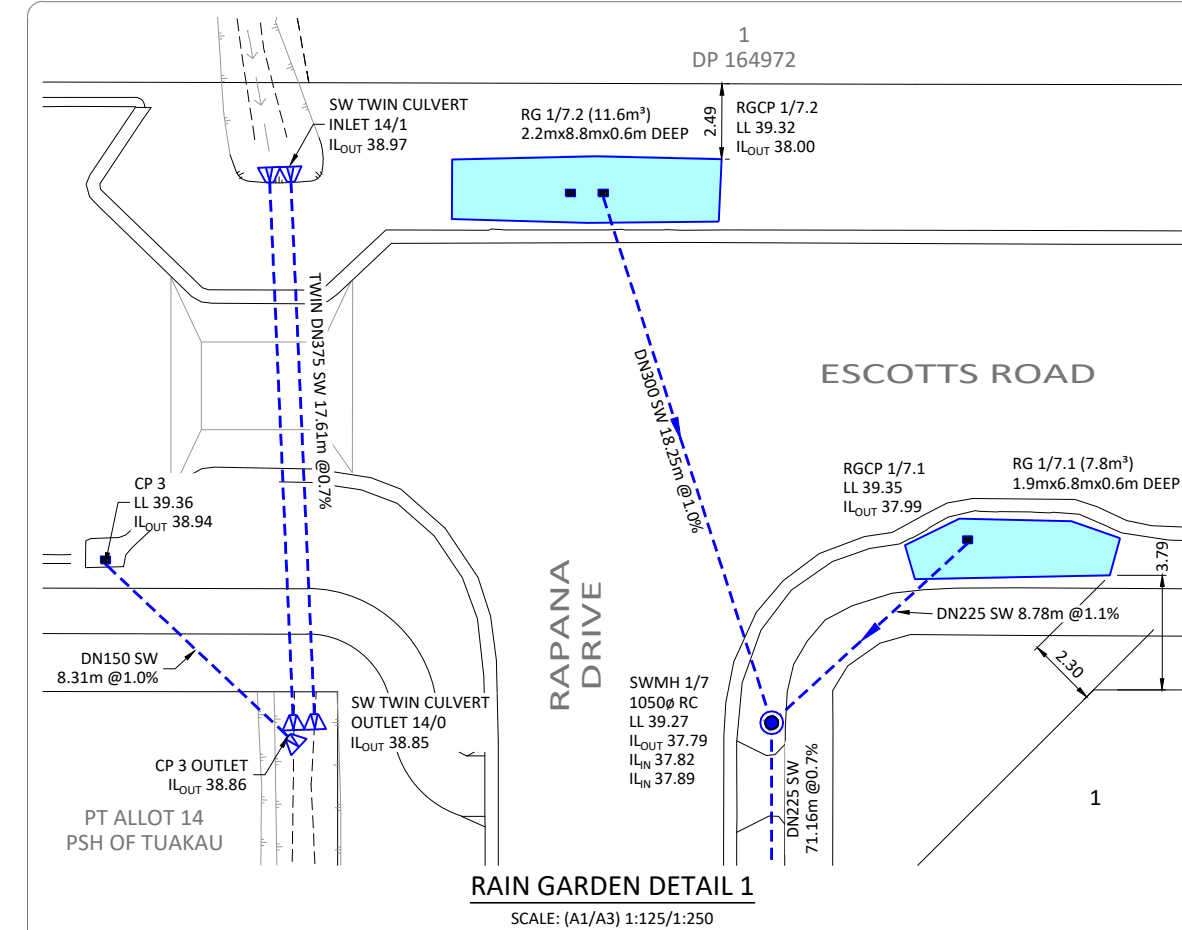 1
DP 164972
SW TWIN CULVERT
INLET 14/1
ILOUT 38.97
RG 1/7.2 (11.6m³)
2.2mx8.8mx0.6m DEEP
2.49
RGCP 1/7.2
LL 39.32
ILOUT 38.00
TWIN DN375 SW 17.61m @0.7%
DN300 SW 18.25m @1.0%
ESCOTTS ROAD
CP 3
LL 39.36
ILOUT 38.94
RGCP 1/7.1
LL 39.35
ILOUT 37.99
RG 1/7.1 (7.8m³)
1.9mx6.8mx0.6m DEEP
3.79
RAPANA
DRIVE
DN225 SW 8.78m @1.1%
2.30
DN150 SW
8.31m @1.0%
SW TWIN CULVERT
OUTLET 14/0
ILOUT 38.85
SWMH 1/7
1050ø RC
LL 39.27
ILOUT 37.79
ILIN 37.82
ILIN 37.89
CP 3 OUTLET
ILOUT 38.86
DN225 SW
71.16m @0.7%
1
PT ALLOT 14
PSH OF TUAKAU
RAIN GARDEN DETAIL 1
SCALE: (A1/A3) 1:125/1:250